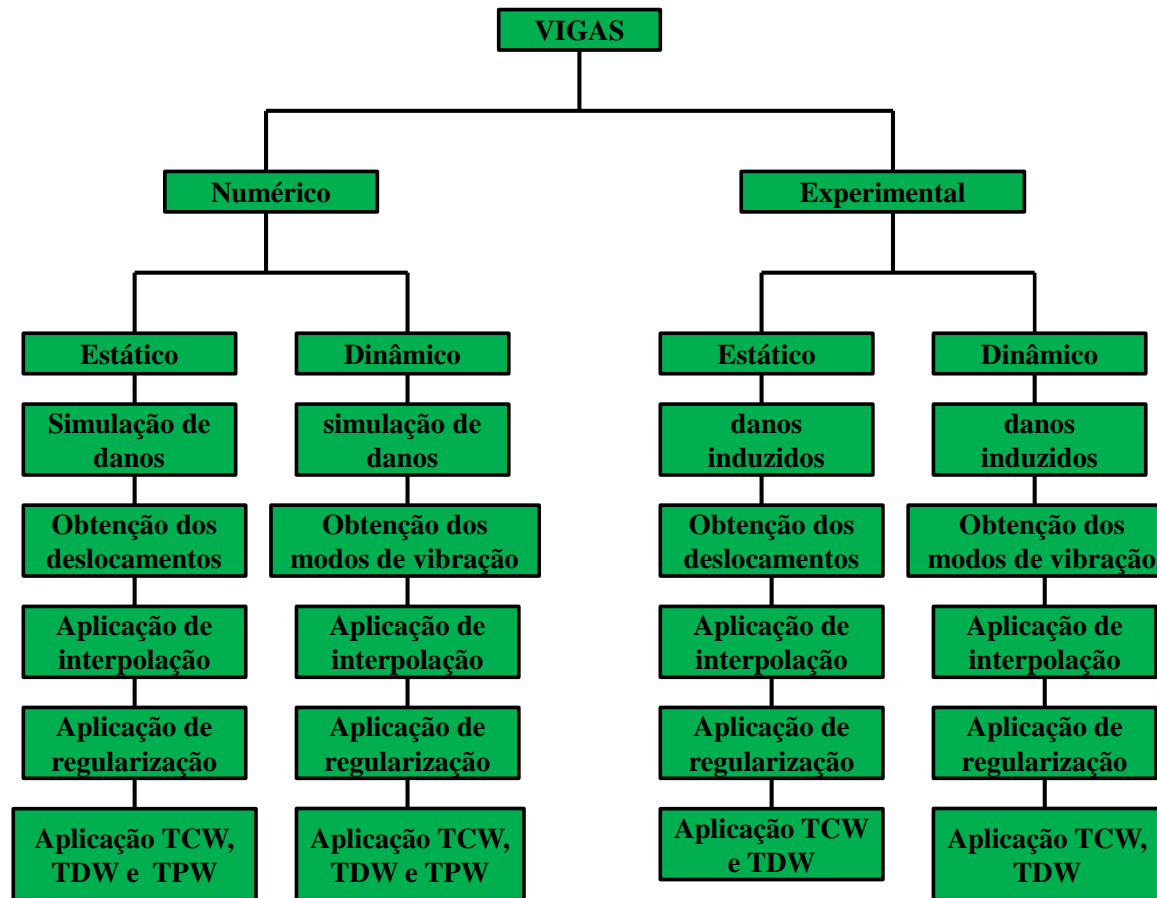 VIGAS
Numérico
Experimental
Estático
Dinâmico
Estático
Dinâmico
Simulação de
danos
simulação de
danos
danos
induzidos
danos
induzidos
Obtenção dos
deslocamentos
Obtenção dos
modos de vibração
Obtenção dos
deslocamentos
Obtenção dos
modos de vibração
Aplicação de
interpolação
Aplicação de
interpolação
Aplicação de
interpolação
Aplicação de
interpolação
Aplicação de
regularização
Aplicação de
regularização
Aplicação de
regularização
Aplicação de
regularização
Aplicação TCW,
TDW e TPW
Aplicação TCW,
TDW e TPW
Aplicação TCW
e TDW
Aplicação TCW,
TDW